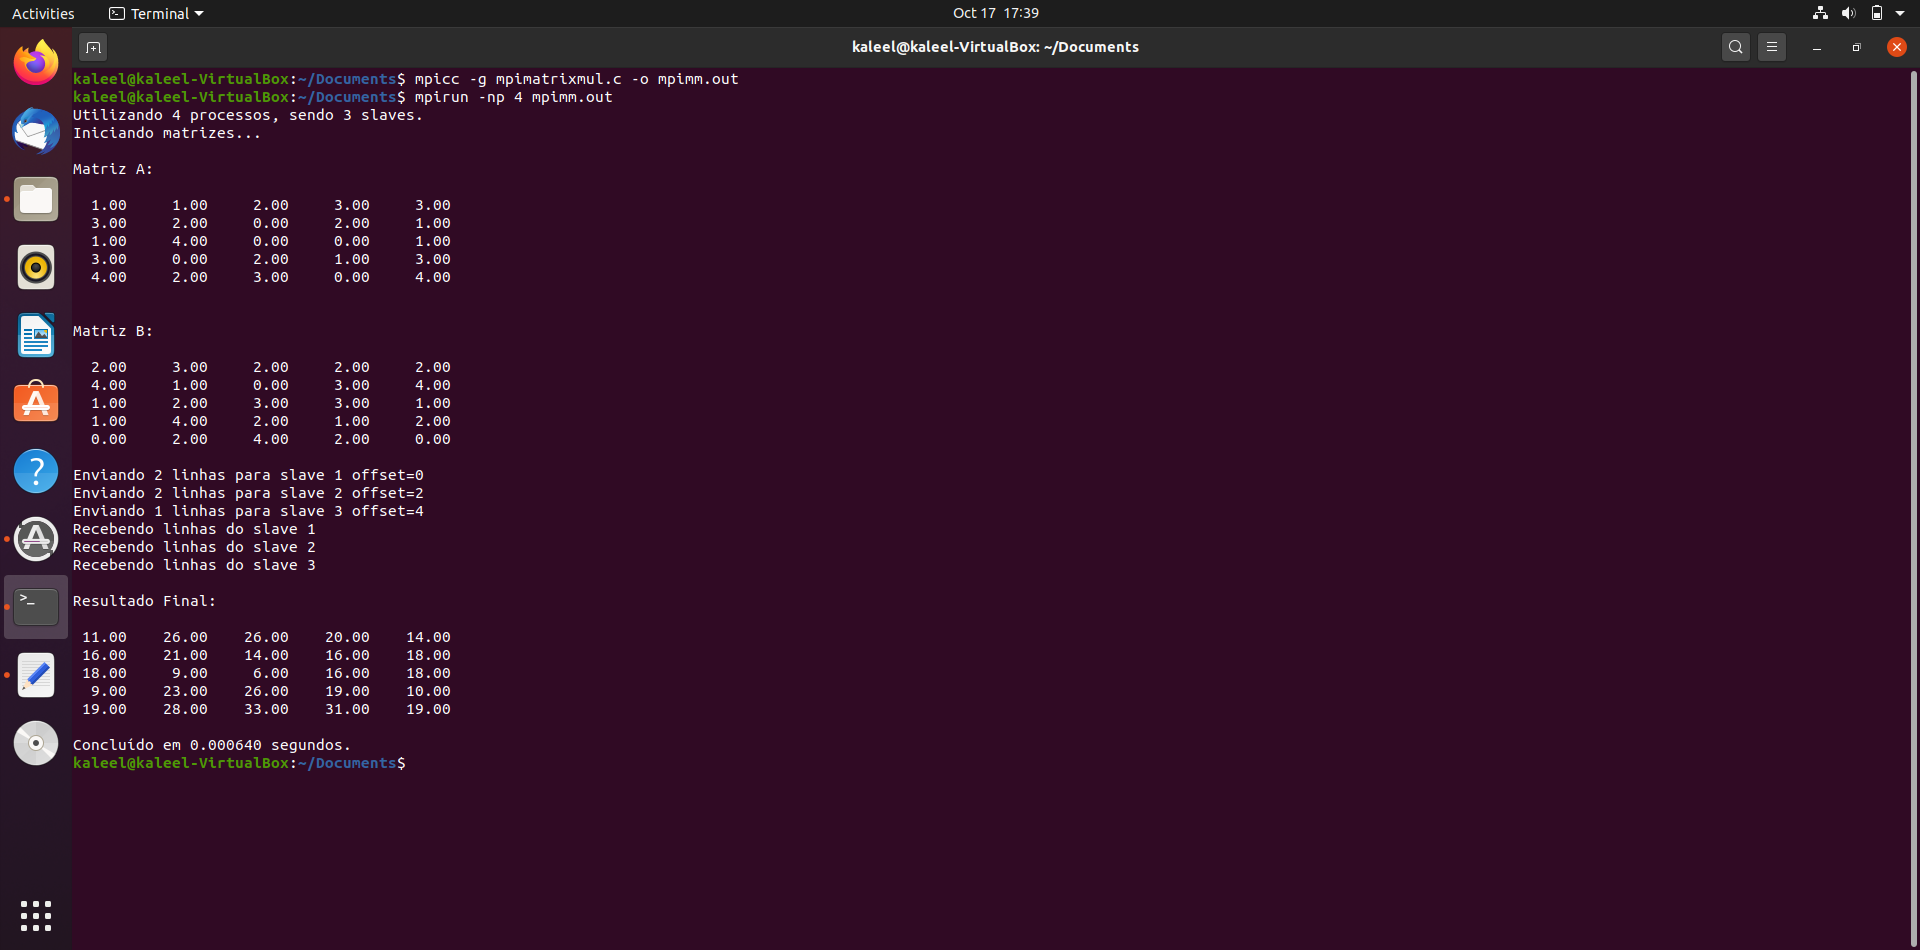 Activities Terminal Oct 17 17:39
kaleel@kaleel-VirtualBox: ~/Documents
kaleel@kaleel-VirtualBox:~/Documents$ mpicc -g mpimatrixmul.c -o mpimm.out
kaleel@kaleel-VirtualBox:~/Documents$ mpirun -np 4 mpimm.out
Utilizando 4 processos, sendo 3 slaves.
Iniciando matrizes...
Matriz A:
1.00 1.00 2.00 3.00 3.00
3.00 2.00 0.00 2.00 1.00
1.00 4.00 0.00 0.00 1.00
3.00 0.00 2.00 1.00 3.00
4.00 2.00 3.00 0.00 4.00
Matriz B:
2.00 3.00 2.00 2.00 2.00
4.00 1.00 0.00 3.00 4.00
1.00 2.00 3.00 3.00 1.00
1.00 4.00 2.00 1.00 2.00
0.00 2.00 4.00 2.00 0.00
Enviando 2 linhas para slave 1 offset=0
Enviando 2 linhas para slave 2 offset=2
Enviando 1 linhas para slave 3 offset=4
Recebendo linhas do slave 1
Recebendo linhas do slave 2
Recebendo linhas do slave 3
Resultado Final:
11.00 26.00 26.00 20.00 14.00
16.00 21.00 14.00 16.00 18.00
18.00 9.00 6.00 16.00 18.00
9.00 23.00 26.00 19.00 10.00
19.00 28.00 33.00 31.00 19.00
Concluído em 0.000640 segundos.
kaleel@kaleel-VirtualBox:~/Documents$